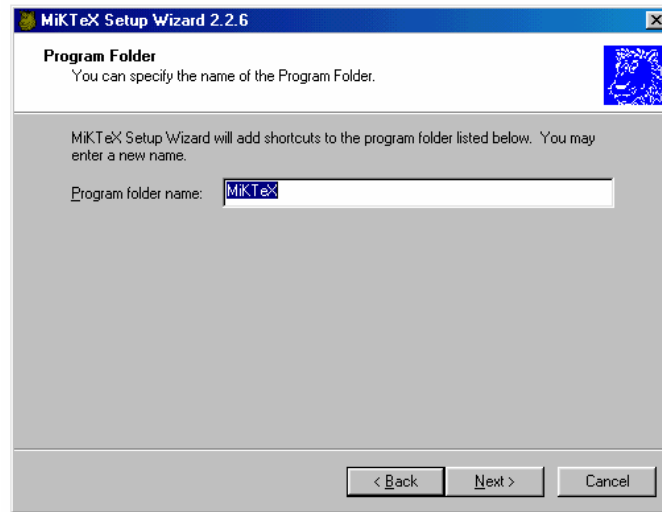 MiKTeX Setup Wizard 2.2.6
Program Folder
You can specify the name of the Program Folder.
MiKTeX Setup Wizard will add shortcuts to the program folder listed below. You may
enter a new name.
Program folder name: MiKTeX
< Back Next > Cancel